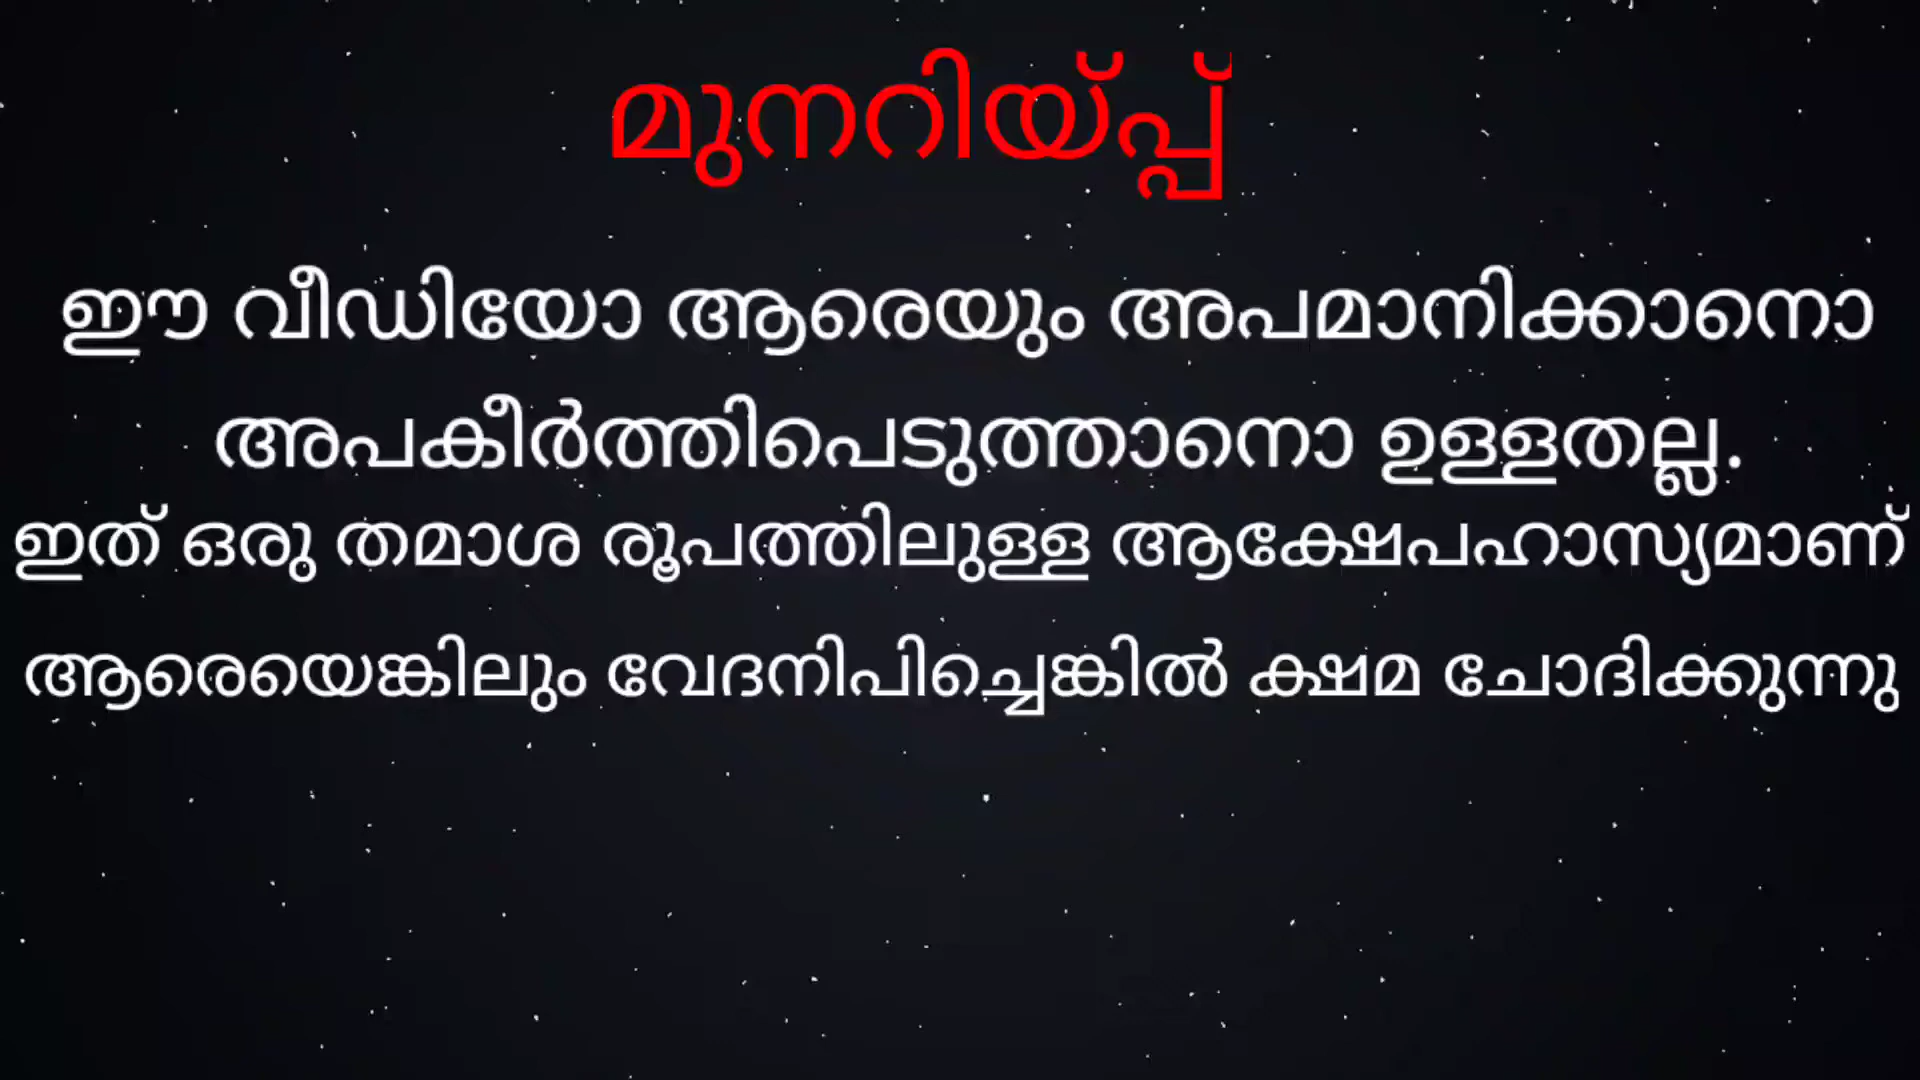 മുനറിയ്പ്പ്
ഈ വീഡിയോ ആരെയും അപമാനിക്കാനൊ
അപകീർത്തിപെടുത്താനൊ ഉള്ളതല്ല.
ഇത് ഒരു തമാശ രൂപത്തിലുള്ള ആക്ഷേപഹാസ്യമാണ്
ആരെയെങ്കിലും വേദനിപിച്ചെങ്കിൽ ക്ഷമ ചോദിക്കുന്നു